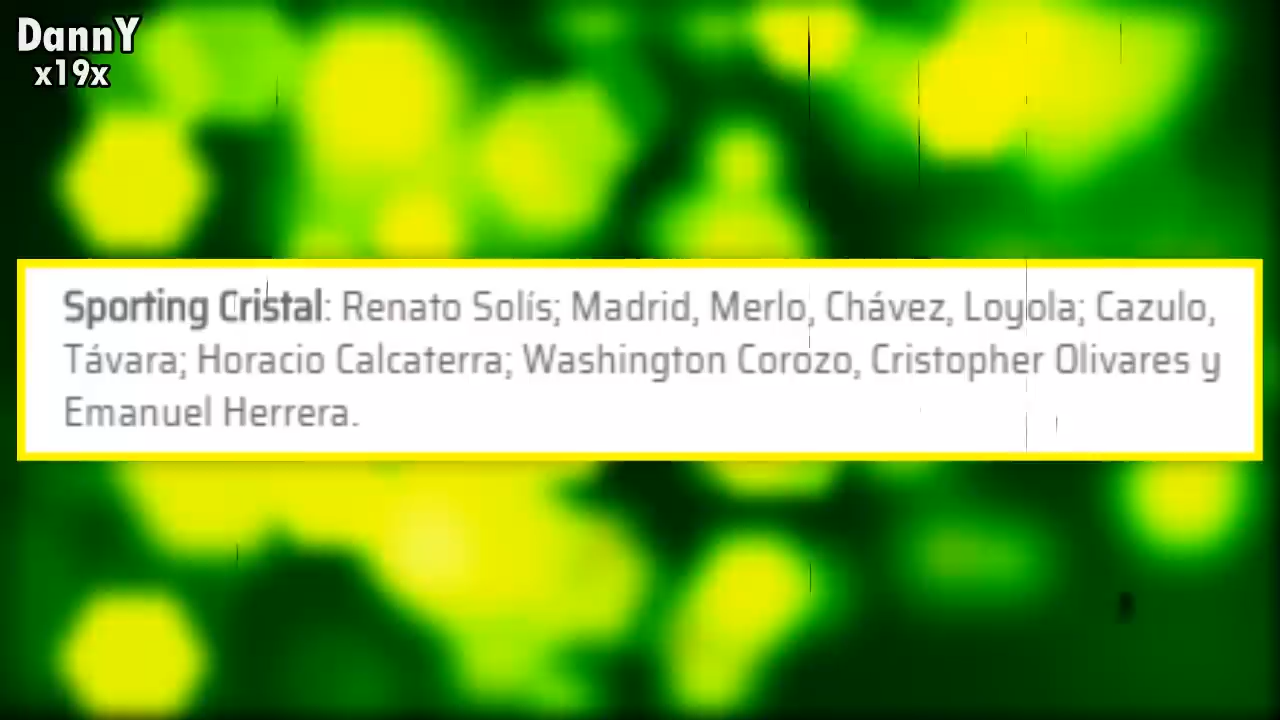 DannY
x19x
Sporting Cristal: Renato Solís; Madrid, Merlo, Chávez, Loyola; Cazulo,
Távara; Horacio Calcaterra; Washington Corozo, Cristopher Olivares y
Emanuel Herrera.